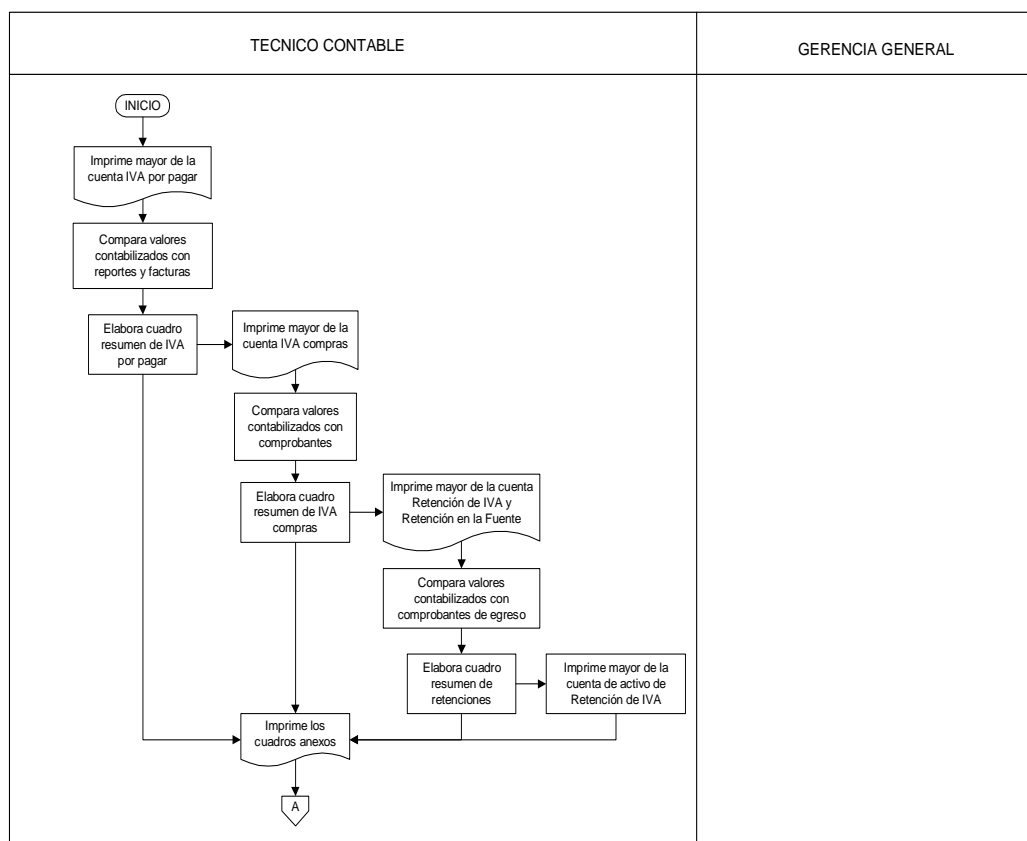 TECNICO CONTABLE
GERENCIA GENERAL
INICIO
Imprime mayor de la
cuenta IVA por pagar
Compara valores
contabilizados con
reportes y facturas
Elabora cuadro
resumen de IVA
por pagar
Imprime mayor de la
cuenta IVA compras
Compara valores
contabilizados con
comprobantes
Elabora cuadro
resumen de IVA
compras
Imprime mayor de la cuenta
Retención de IVA y
Retención en la Fuente
Compara valores
contabilizados con
comprobantes de egreso
Elabora cuadro
resumen de
retenciones
Imprime mayor de la
cuenta de activo de
Retención de IVA
Imprime los
cuadros anexos
A